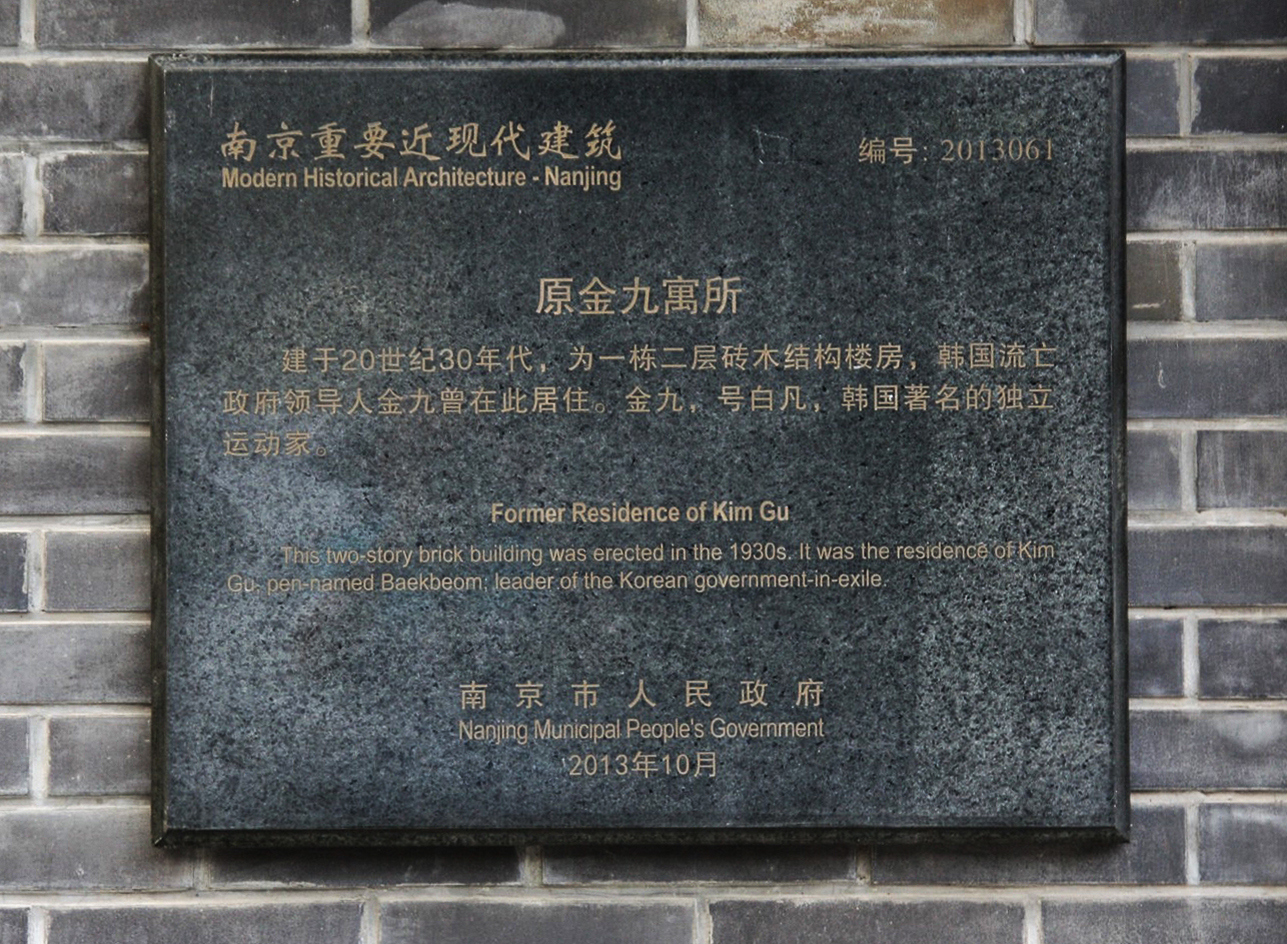 南京重要近现代建筑
Modern Historical Architecture - Nanjing
编号: 2013061
原金九寓所
建于20世纪30年代，为一栋二层砖木结构楼房，韩国流亡
政府领导人金九曾在此居住。金九，号白凡，韩国著名的独立
运动家。
Former Residence of Kim Gu
This two-story brick building was erected in the 1930s. It was the residence of Kim
Gu, pen-named Baekbeom; leader of the Korean government-in-exile.
南京市人民政府
Nanjing Municipal People's Government
2013年10月